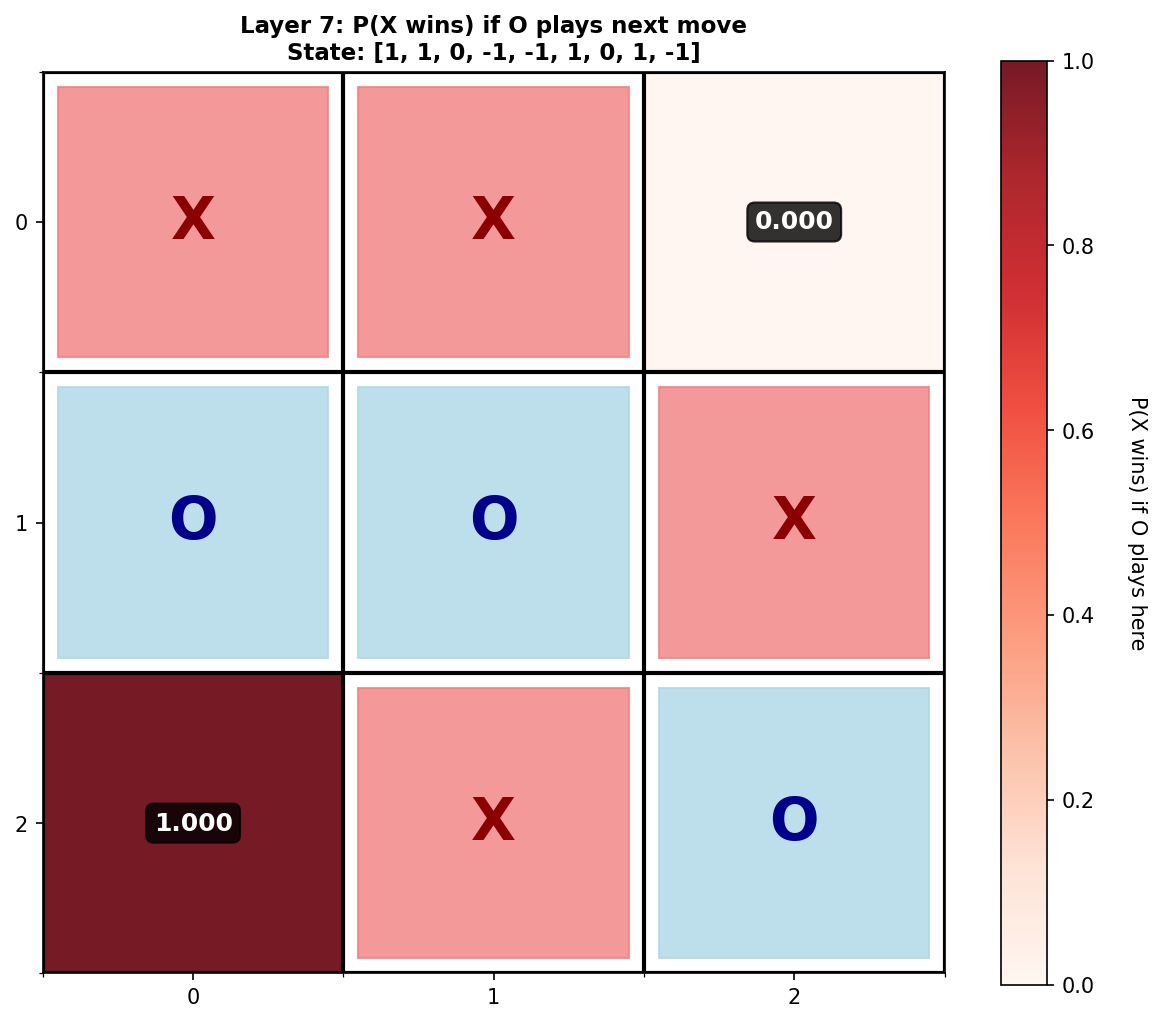 Layer 7: P(X wins) if O plays next move
State: [1, 1, 0, -1, -1, 1, 0, 1, -1]
0
X
X
0.000
1
O
O
X
2
1.000
X
O
0
1
2
1.0
0.8
0.6
0.4
0.2
0.0
P(X wins) if O plays here